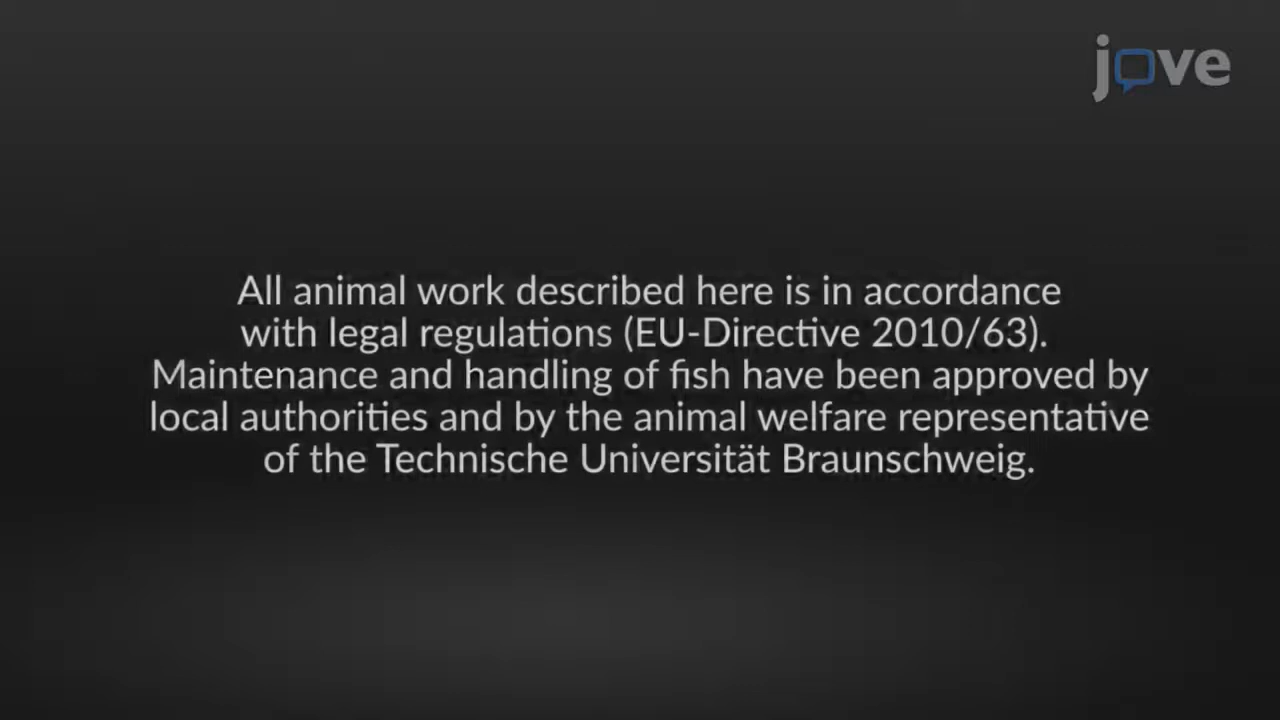 jove
All animal work described here is in accordance
with legal regulations (EU-Directive 2010/63).
Maintenance and handling of fish have been approved by
local authorities and by the animal welfare representative
of the Technische Universität Braunschweig.